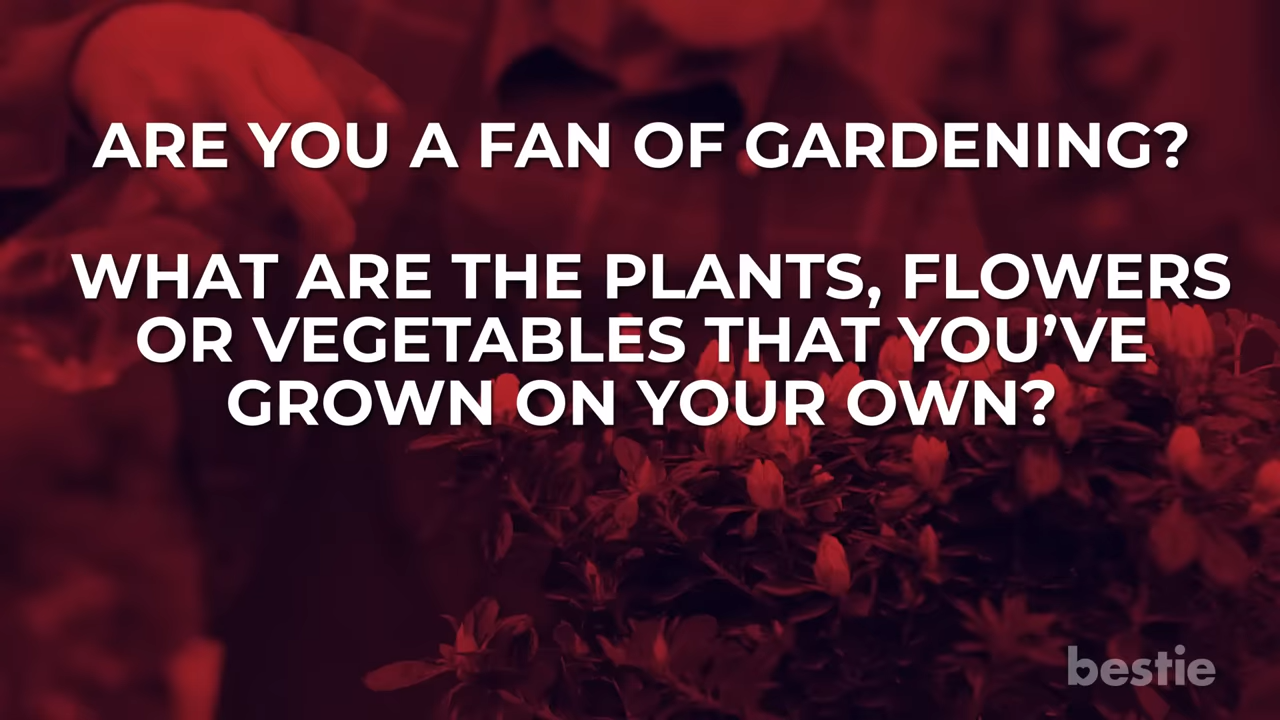 ARE YOU A FAN OF GARDENING?
WHAT ARE THE PLANTS, FLOWERS
OR VEGETABLES THAT YOU’VE
GROWN ON YOUR OWN?
bestie